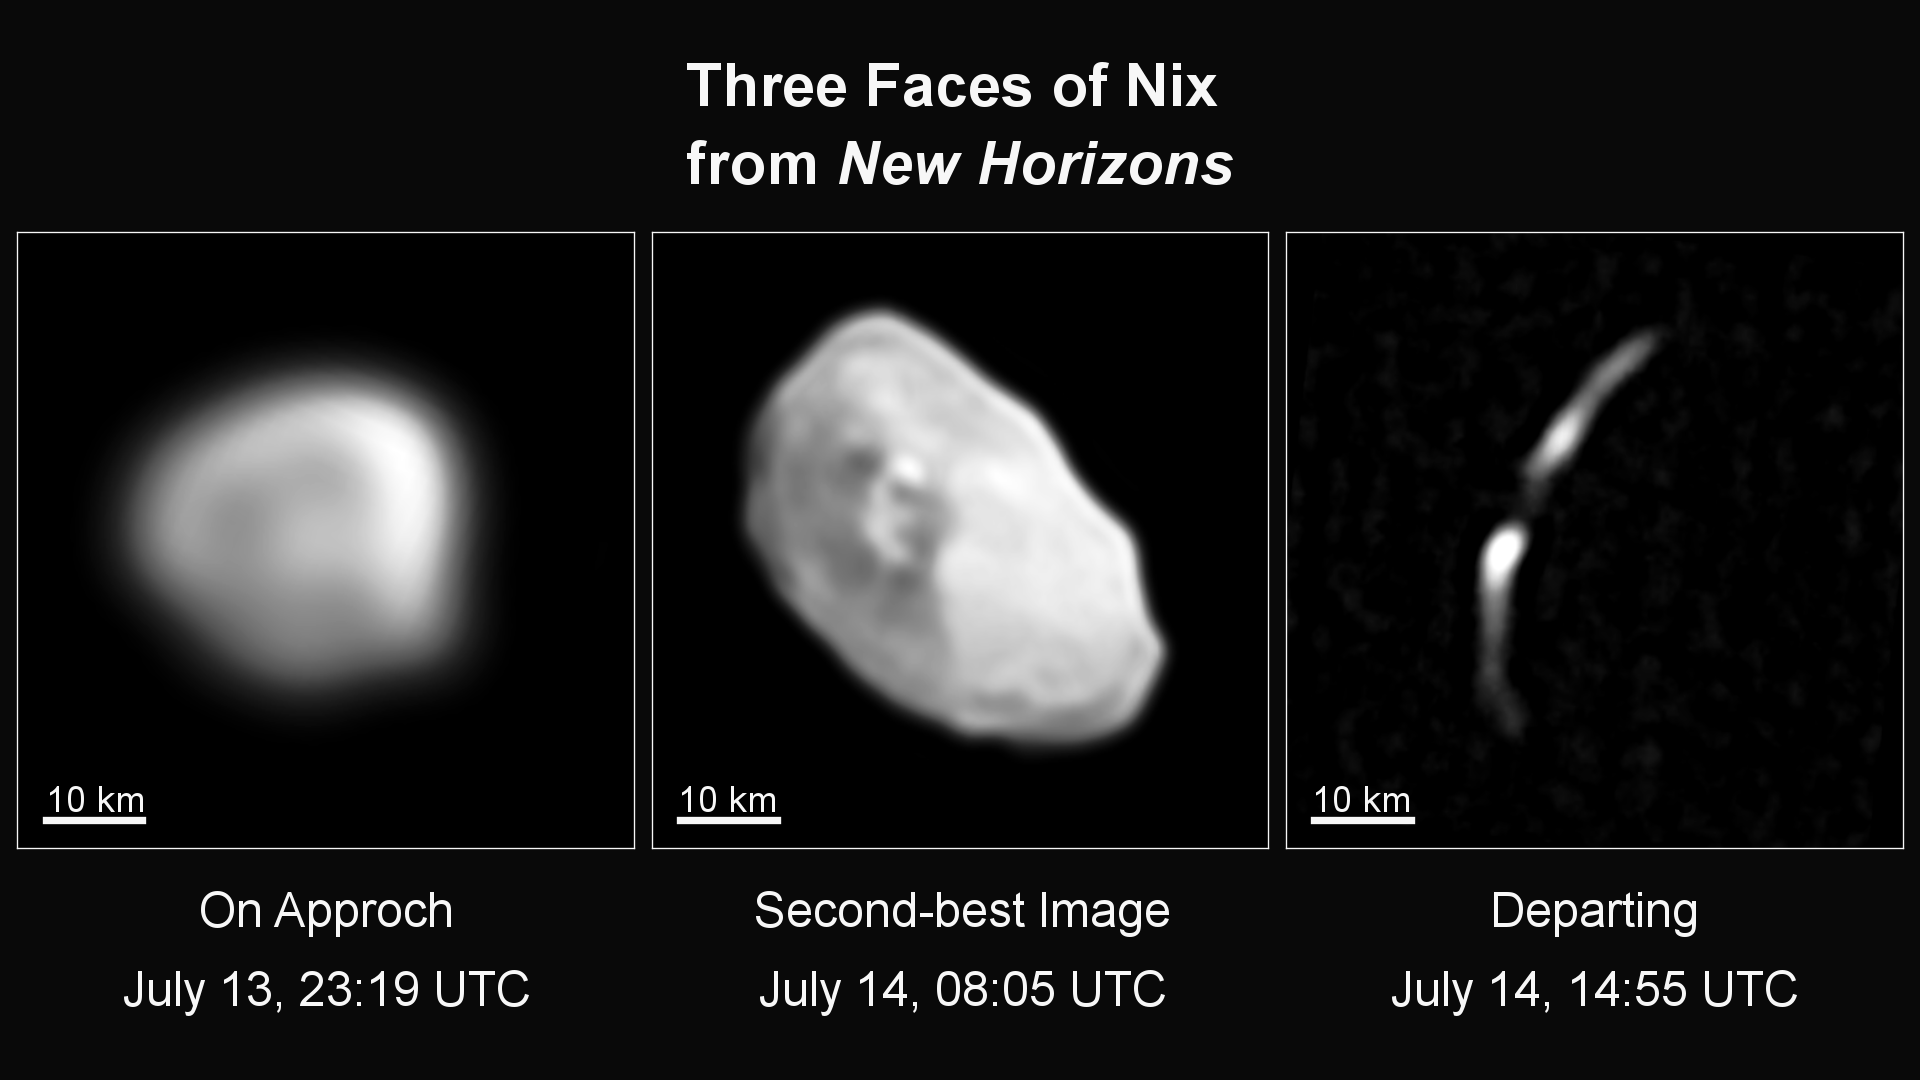 Three Faces of Nix
from New Horizons
10 km
10 km
10 km
On Approch
Second-best Image
Departing
July 13, 23:19 UTC
July 14, 08:05 UTC
July 14, 14:55 UTC